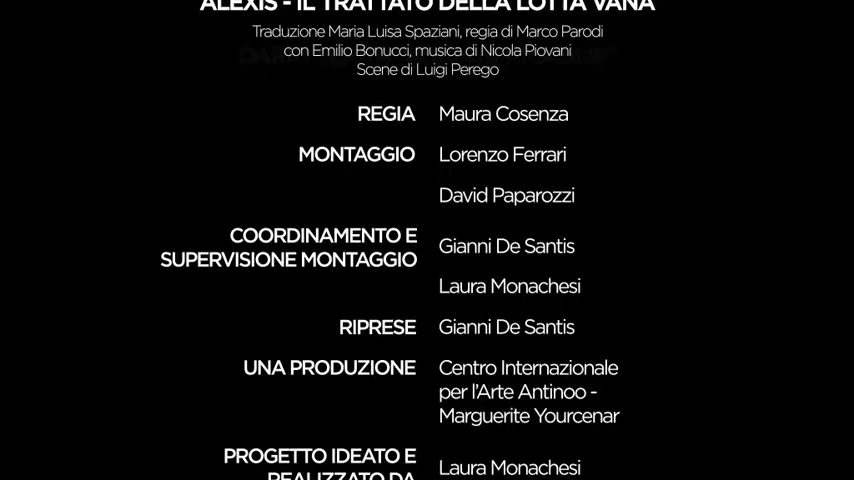 ALEXIS - IL TRATTATO DELLA LOTTA VANA
Traduzione Maria Luisa Spaziani, regia di Marco Parodi
con Emilio Bonucci, musica di Nicola Piovani
Scene di Luigi Perego
REGIA Maura Cosenza
MONTAGGIO Lorenzo Ferrari
David Paparozzi
COORDINAMENTO E
SUPERVISIONE MONTAGGIO Gianni De Santis
Laura Monachesi
RIPRESE Gianni De Santis
UNA PRODUZIONE Centro Internazionale
per l'Arte Antinoo -
Marguerite Yourcenar
PROGETTO IDEATO E
REALIZZATO DA Laura Monachesi